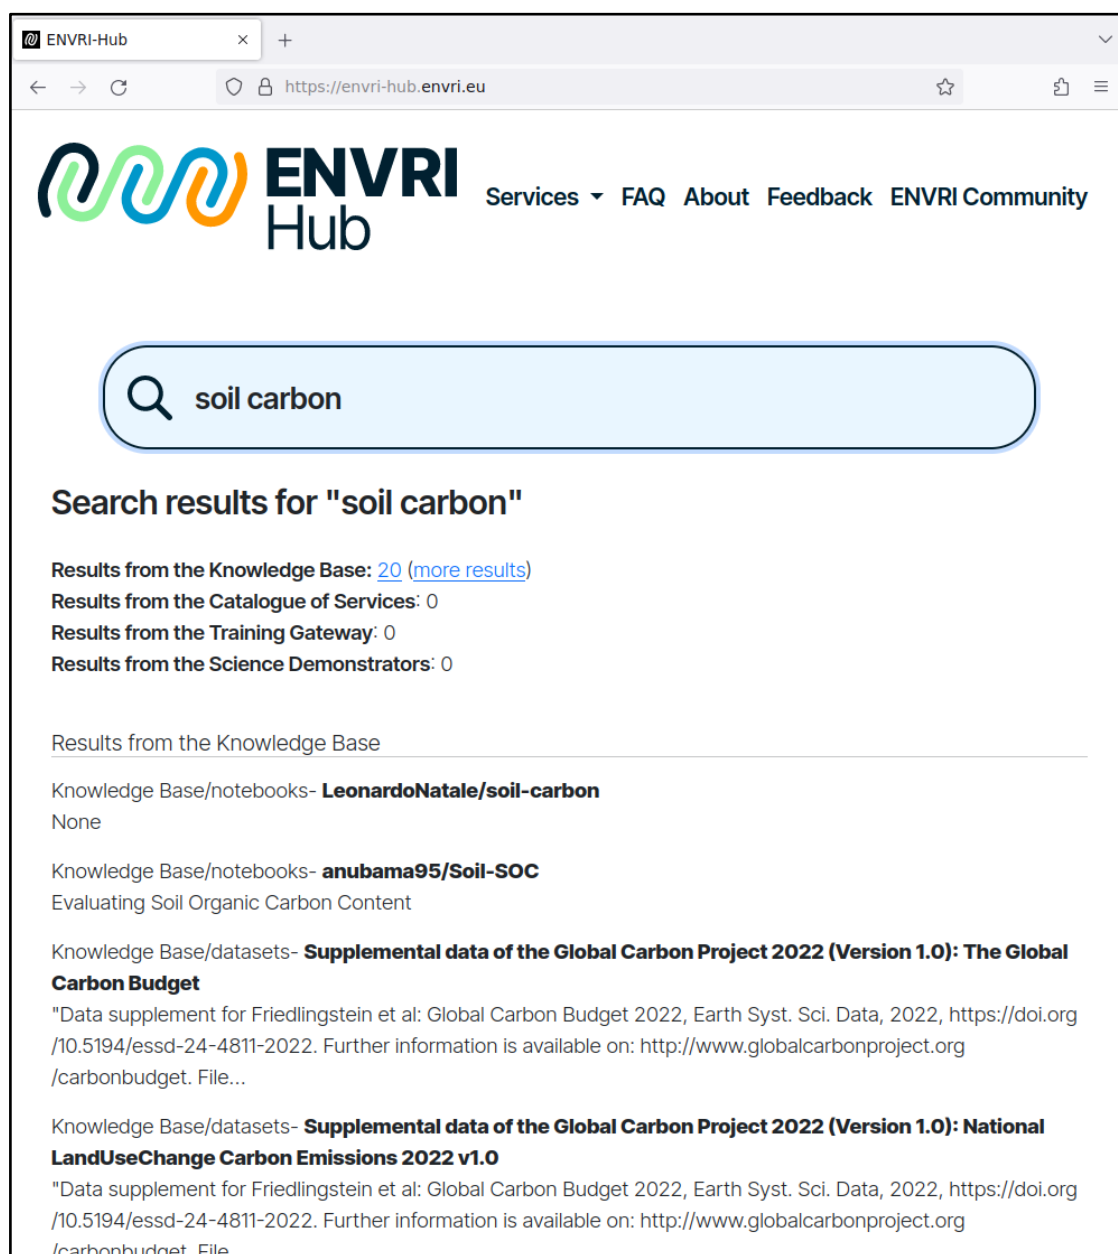 ENVRI-Hub
https://envri-hub.envri.eu
ENVRI
Hub
Services FAQ About Feedback ENVRI Community
soil carbon
Search results for "soil carbon"
Results from the Knowledge Base: 20 (more results)
Results from the Catalogue of Services: 0
Results from the Training Gateway: 0
Results from the Science Demonstrators: 0
Results from the Knowledge Base
Knowledge Base/notebooks- LeonardoNatale/soil-carbon
None
Knowledge Base/notebooks- anubama95/Soil-SOC
Evaluating Soil Organic Carbon Content
Knowledge Base/datasets- Supplemental data of the Global Carbon Project 2022 (Version 1.0): The Global
Carbon Budget
"Data supplement for Friedlingstein et al: Global Carbon Budget 2022, Earth Syst. Sci. Data, 2022, https://doi.org
/10.5194/essd-24-4811-2022. Further information is available on: http://www.globalcarbonproject.org
/carbonbudget. File...
Knowledge Base/datasets- Supplemental data of the Global Carbon Project 2022 (Version 1.0): National
LandUseChange Carbon Emissions 2022 v1.0
"Data supplement for Friedlingstein et al: Global Carbon Budget 2022, Earth Syst. Sci. Data, 2022, https://doi.org
/10.5194/essd-24-4811-2022. Further information is available on: http://www.globalcarbonproject.org
/carbonbudget. File